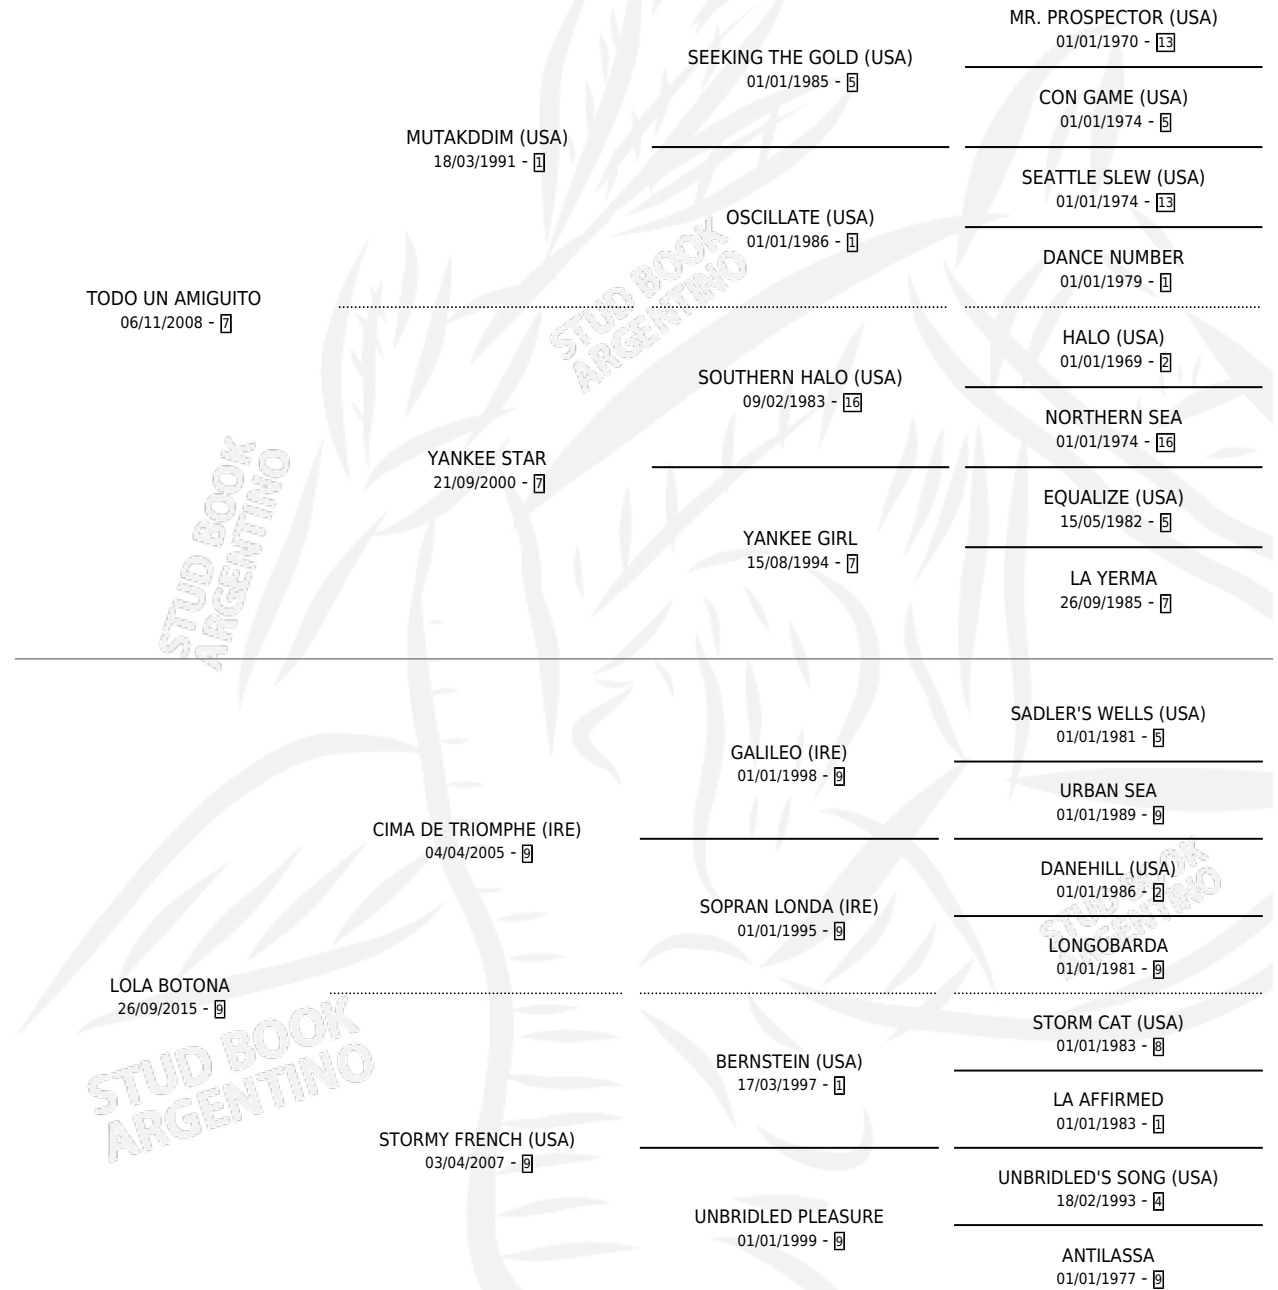 MR. PROSPECTOR (USA)
01/01/1970 - 13
SEEKING THE GOLD (USA)
01/01/1985 - 5
CON GAME (USA)
01/01/1974 - 5
MUTAKDDIM (USA)
18/03/1991 - 1
SEATTLE SLEW (USA)
01/01/1974 - 13
OSCILLATE (USA)
01/01/1986 - 1
DANCE NUMBER
01/01/1979 - 1
TODO UN AMIGUITO
06/11/2008 - 7
HALO (USA)
01/01/1969 - 2
SOUTHERN HALO (USA)
09/02/1983 - 16
NORTHERN SEA
01/01/1974 - 16
YANKEE STAR
21/09/2000 - 7
EQUALIZE (USA)
15/05/1982 - 5
YANKEE GIRL
15/08/1994 - 7
LA YERMA
26/09/1985 - 7
STUD BOOK
ARGENTINO
STUD BOOK
ARGENTINO
SADLER'S WELLS (USA)
01/01/1981 - 5
GALILEO (IRE)
01/01/1998 - 9
URBAN SEA
01/01/1989 - 9
CIMA DE TRIOMPHE (IRE)
04/04/2005 - 9
DANEHILL (USA)
01/01/1986 - 2
SOPRAN LONDA (IRE)
01/01/1995 - 9
LONGOBARDA
01/01/1981 - 9
LOLA BOTONA
26/09/2015 - 9
STORM CAT (USA)
01/01/1983 - 8
BERNSTEIN (USA)
17/03/1997 - 1
LA AFFIRMED
01/01/1983 - 1
STORMY FRENCH (USA)
03/04/2007 - 9
UNBRIDLED'S SONG (USA)
18/02/1993 - 4
UNBRIDLED PLEASURE
01/01/1999 - 9
ANTILASSA
01/01/1977 - 9
STUD BOOK
ARGENTINO
STUD BOOK
ARGENTINO